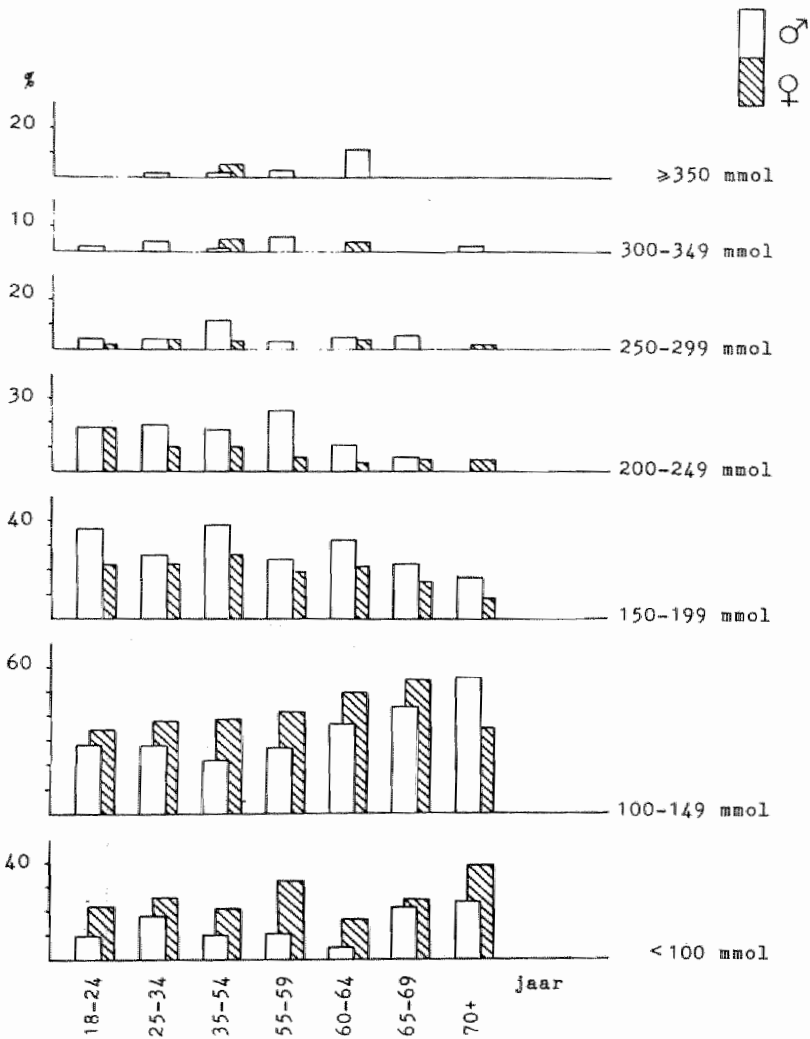 ♂
♀
%
20
≥350 mmol
10
300-349 mmol
20
250-299 mmol
30
200-249 mmol
40
150-199 mmol
60
100-149 mmol
40
<100 mmol
jaar
18-24
25-34
35-54
55-59
60-64
65-69
70+